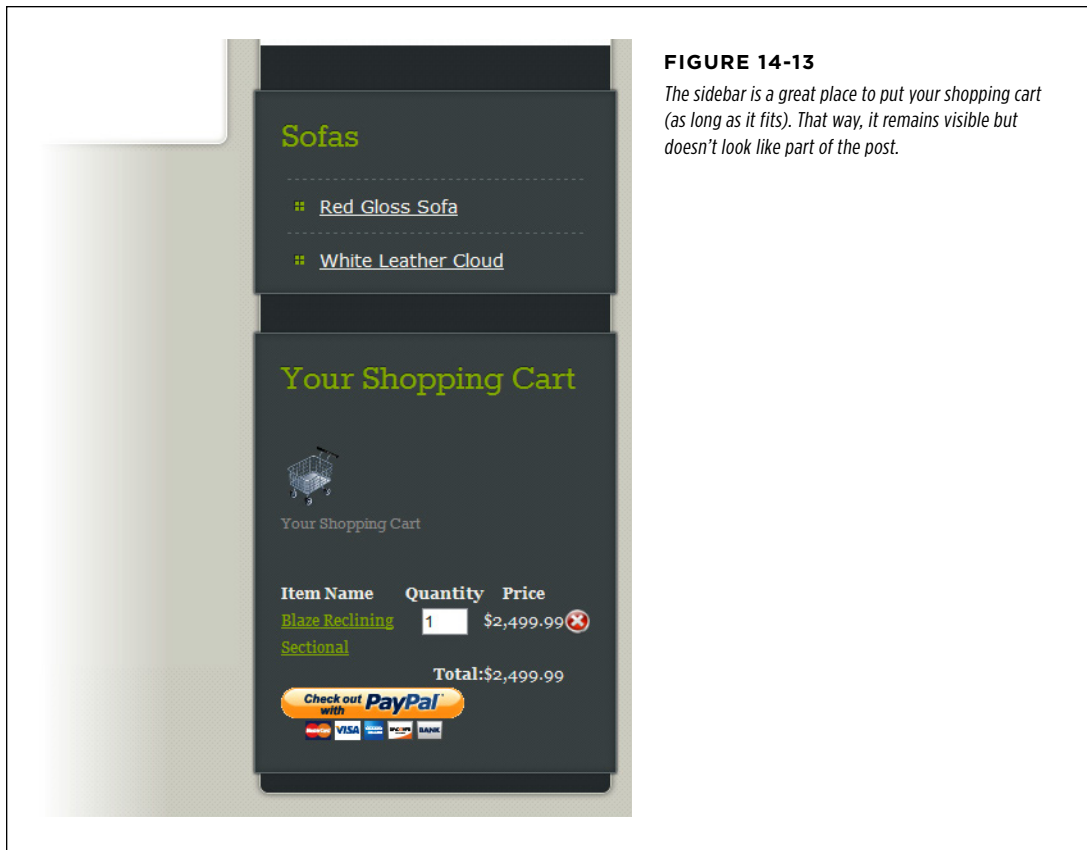 FIGURE 14-13
The sidebar is a great place to put your shopping cart
(as long as it fits). That way, it remains visible but
doesn’t look like part of the post.
Sofas
Red Gloss Sofa
White Leather Cloud
Your Shopping Cart
Your Shopping Cart
Item Name Quantity Price
Blaze Reclining 1 $2,499.99
Sectional
Total:$2,499.99
Check out with PayPal
VISA BANK